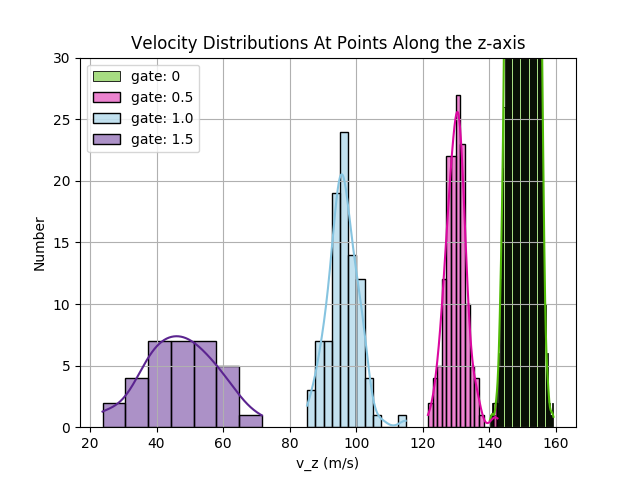 Velocity Distributions At Points Along the z-axis
gate: 0
gate: 0.5
gate: 1.0
gate: 1.5
Number
30
25
20
15
10
5
0
20 40 60 80 100 120 140 160
v_z (m/s)